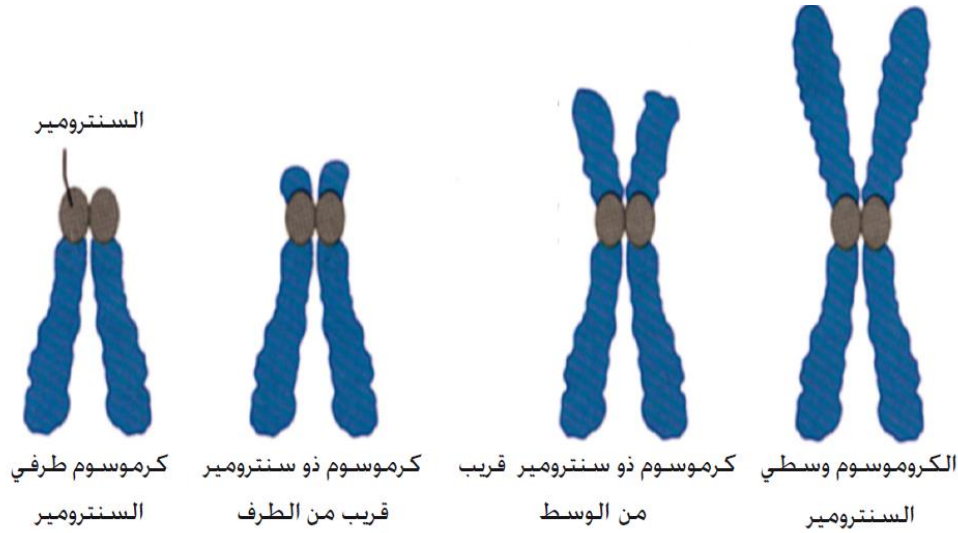 السنترومير
الكروموسوم وسطي
السنترومير
كرموسوم ذو سنترومير قريب
من الوسط
كرموسوم ذو سنترومير
قريب من الطرف
كرموسوم طرفي
السنترومير